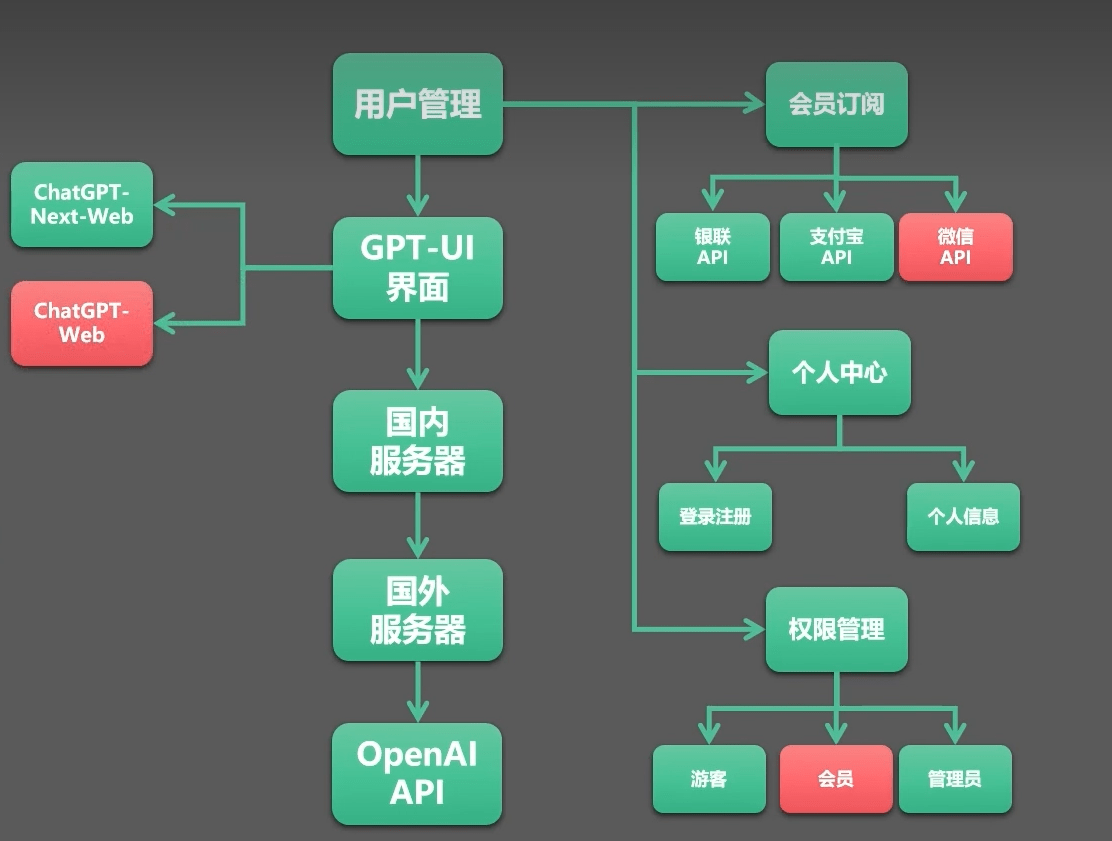 用户管理
会员订阅
ChatGPT-
Next-Web
GPT-UI
界面
银联
API
支付宝
API
微信
API
ChatGPT-
Web
个人中心
国内
服务器
登录注册
个人信息
国外
服务器
权限管理
OpenAI
API
游客
会员
管理员